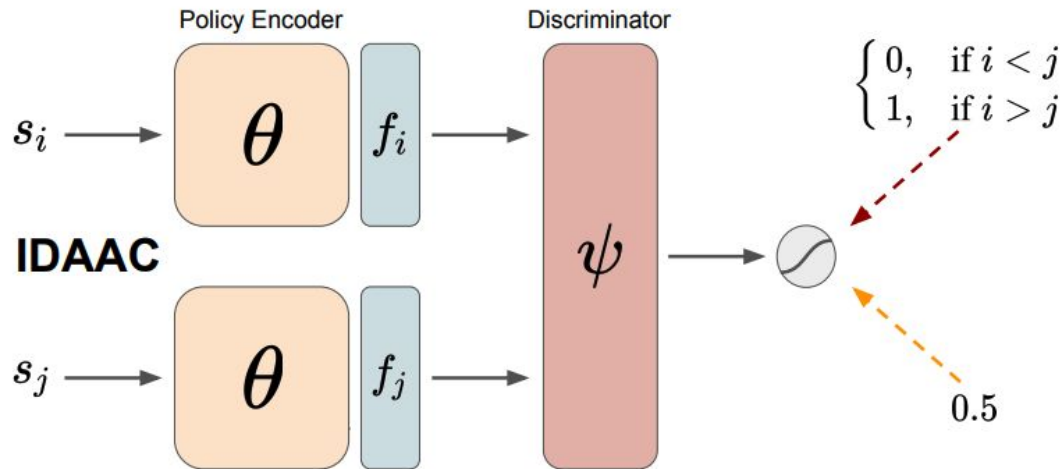 Policy Encoder
Discriminator
s_i
θ
f_i
{ 0, if i < j
1, if i > j
IDAAC
ψ
s_j
θ
f_j
0.5